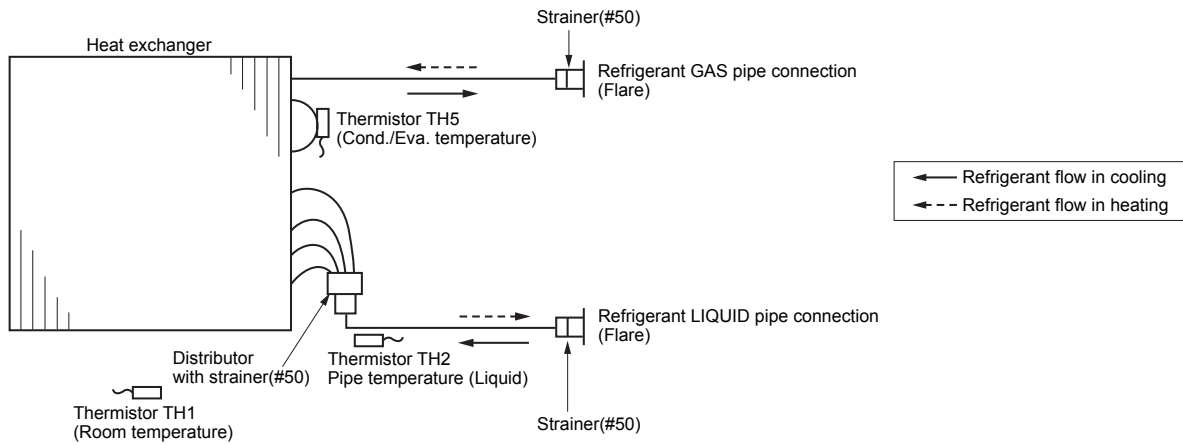 Strainer(#50)
Heat exchanger
Refrigerant GAS pipe connection
(Flare)
Thermistor TH5
(Cond./Eva. temperature)
Refrigerant flow in cooling
Refrigerant flow in heating
Refrigerant LIQUID pipe connection
(Flare)
Distributor
with strainer(#50)
Thermistor TH2
Pipe temperature (Liquid)
Thermistor TH1
(Room temperature)
Strainer(#50)